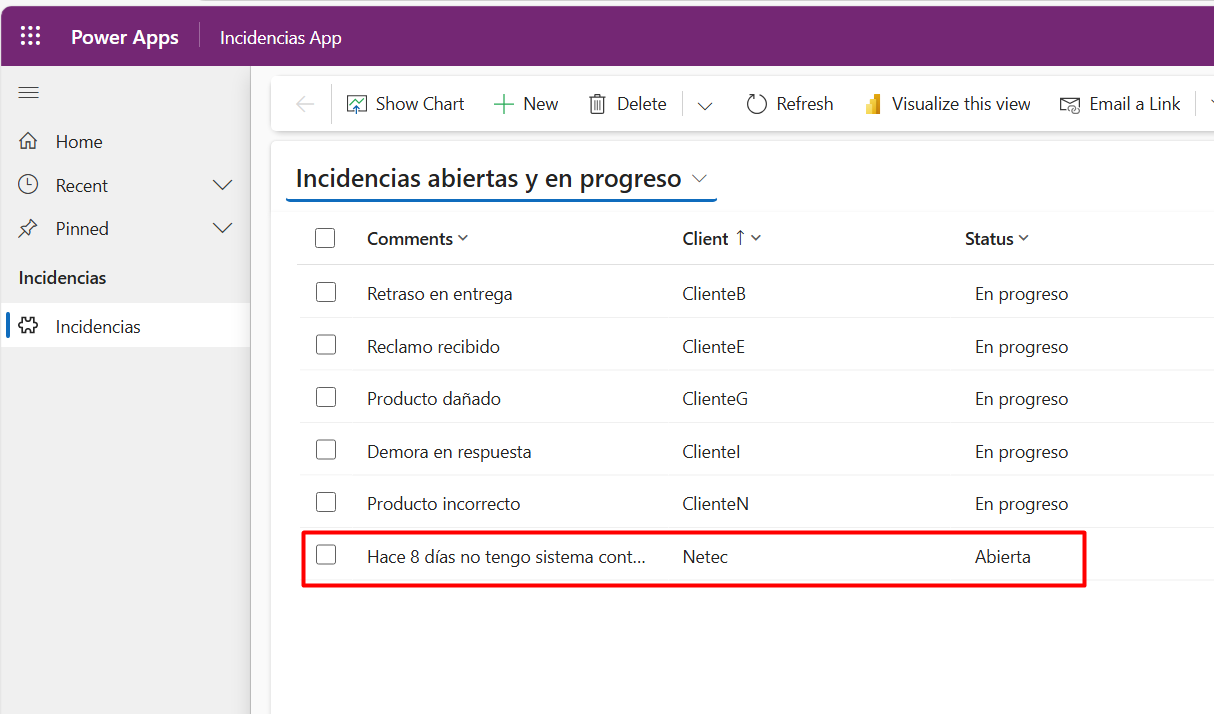 Power Apps Incidencias App
Show Chart New Delete Refresh Visualize this view Email a Link
Home
Recent
Pinned
Incidencias
Incidencias
Incidencias abiertas y en progreso
Comments Client Status
Retraso en entrega ClienteB En progreso
Reclamo recibido ClienteE En progreso
Producto dañado ClienteG En progreso
Demora en respuesta ClienteI En progreso
Producto incorrecto ClienteN En progreso
Hace 8 días no tengo sistema cont... Netec Abierta